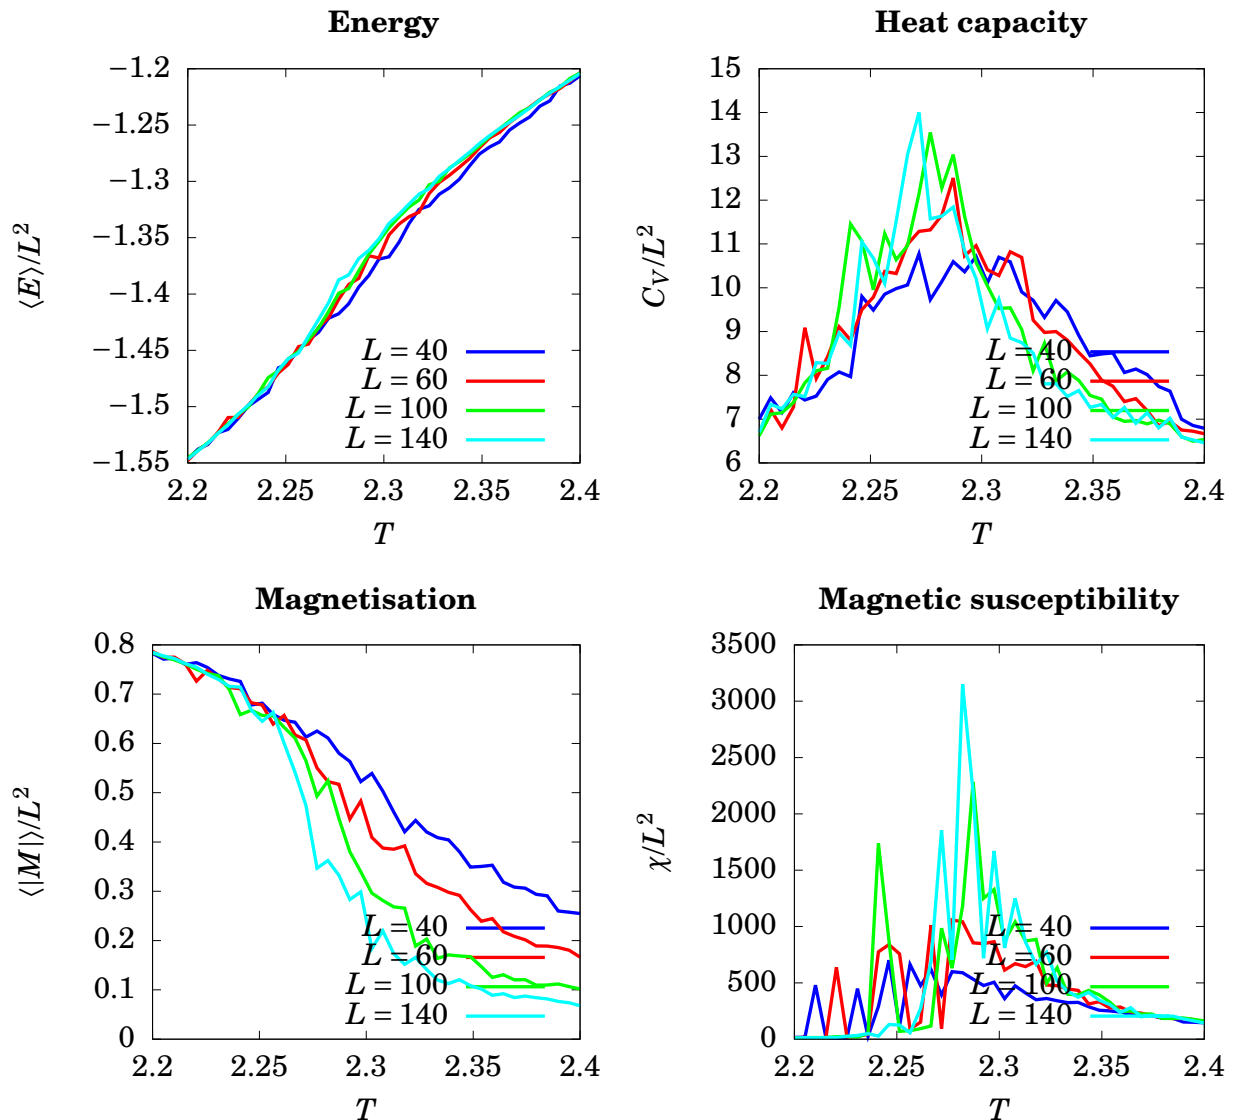 Energy
−1.2
−1.25
−1.3
−1.35
−1.4
−1.45
−1.5
−1.55
⟨E⟩/L²
2.2 2.25 2.3 2.35 2.4
T
L = 40
L = 60
L = 100
L = 140
Heat capacity
15
14
13
12
11
10
9
8
7
6
C_V/L²
2.2 2.25 2.3 2.35 2.4
T
L = 40
L = 60
L = 100
L = 140
Magnetisation
0.8
0.7
0.6
0.5
0.4
0.3
0.2
0.1
0
⟨|M|⟩/L²
2.2 2.25 2.3 2.35 2.4
T
L = 40
L = 60
L = 100
L = 140
Magnetic susceptibility
3500
3000
2500
2000
1500
1000
500
0
χ/L²
2.2 2.25 2.3 2.35 2.4
T
L = 40
L = 60
L = 100
L = 140